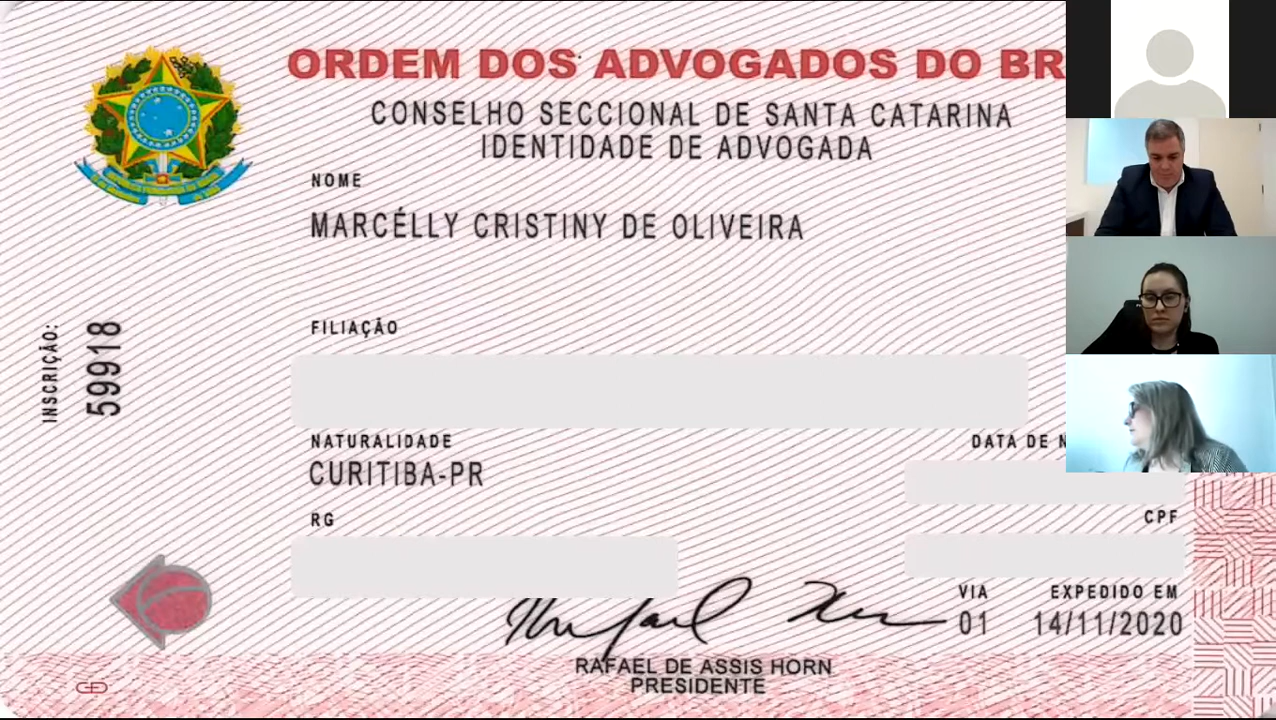 ORDEM DOS ADVOGADOS DO BR
CONSELHO SECCIONAL DE SANTA CATARINA
IDENTIDADE DE ADVOGADA
NOME
MARCÉLLY CRISTINY DE OLIVEIRA
FILIAÇÃO
INSCRIÇÃO:
59918
NATURALIDADE
DATA DE N
CURITIBA-PR
RG
CPF
VIA
EXPEDIDO EM
01
14/11/2020
RAFAEL DE ASSIS HORN
PRESIDENTE